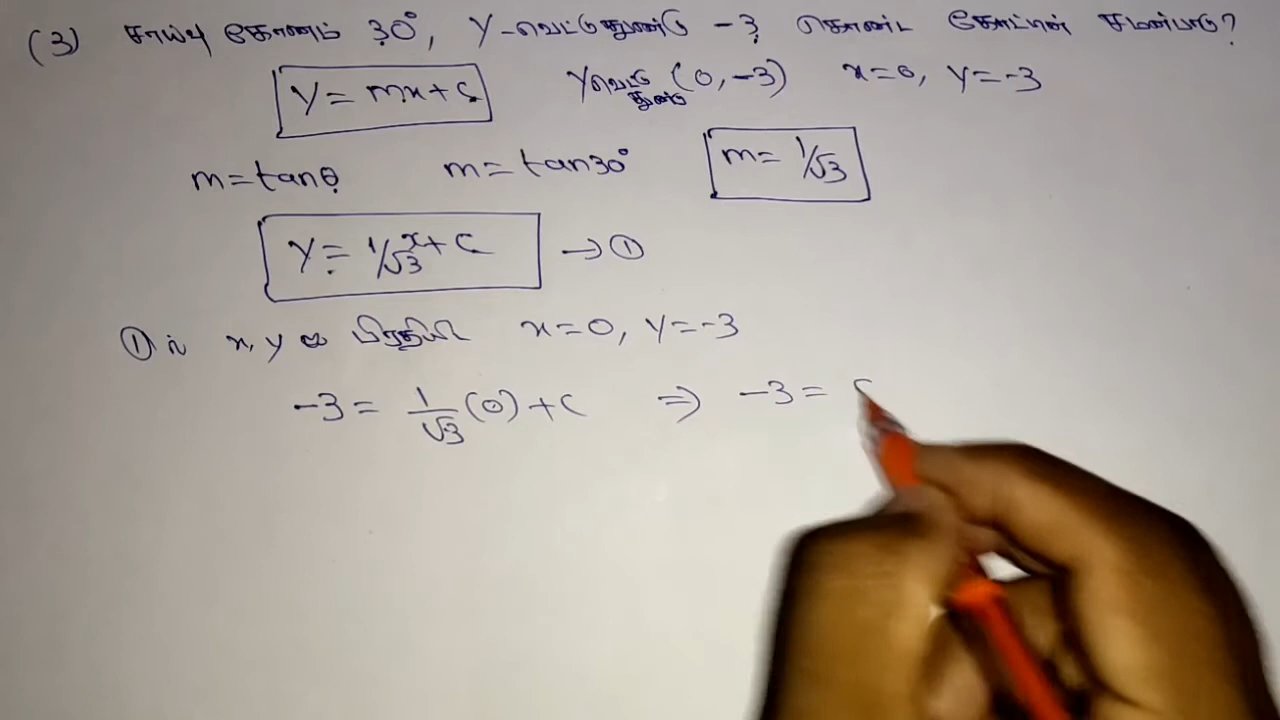 (3) சாய்வு கோணம் 30°, y-வெட்டுதுண்டு -3 கொண்ட கோட்டின் சமன்பாடு?
y = mx + c y வெட்டு துண்டு (0, -3) x = 0, y = -3
m = tanθ m = tan30° m = 1/√3
y = 1/√3 x + c → ①
① ல் x, y ஐ பிரதியிட x = 0, y = -3
-3 = 1/√3 (0) + c ⇒ -3 = c